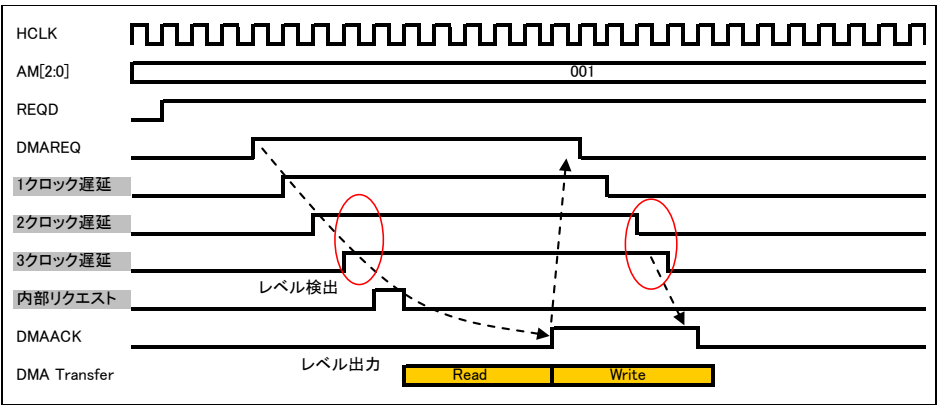 HCLK
AM[2:0]
001
REQD
DMAREQ
1クロック遅延
2クロック遅延
3クロック遅延
レベル検出
内部リクエスト
DMAACK
レベル出力
DMA Transfer
Read
Write